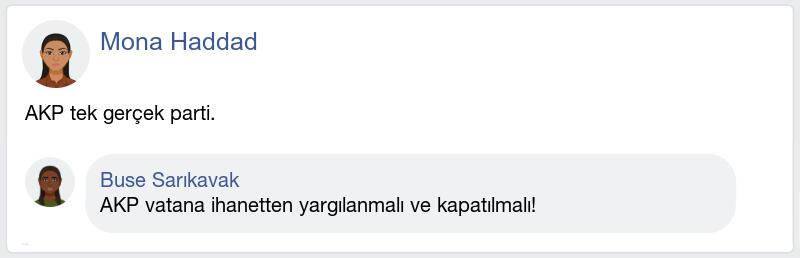 Mona Haddad
AKP tek gerçek parti.
Buse Sarıkavak
AKP vatana ihanetten yargılanmalı ve kapatılmalı!